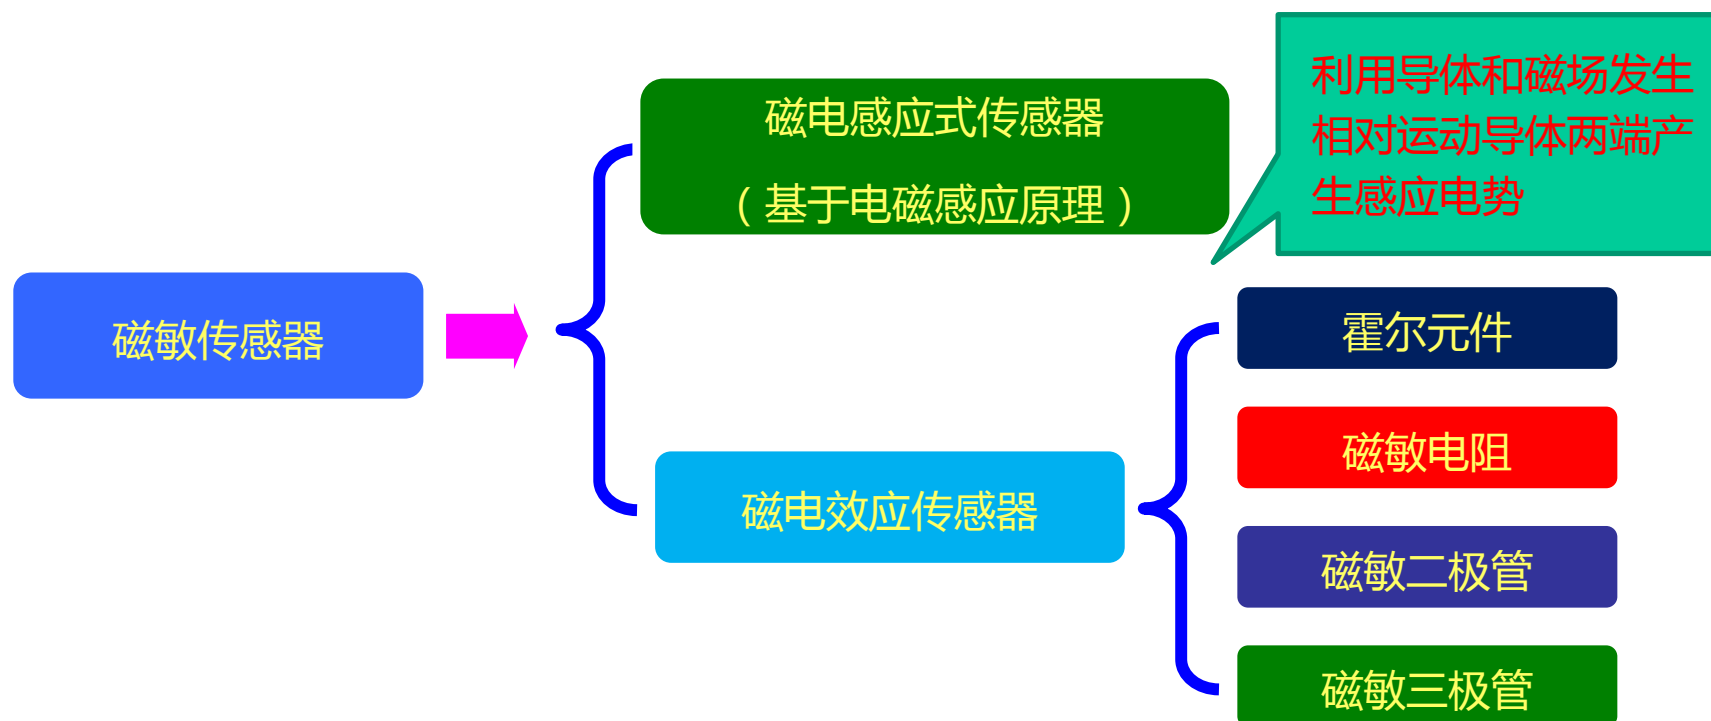 磁电感应式传感器
（基于电磁感应原理）
利用导体和磁场发生
相对运动导体两端产
生感应电势
磁敏传感器
霍尔元件
磁敏电阻
磁电效应传感器
磁敏二极管
磁敏三极管